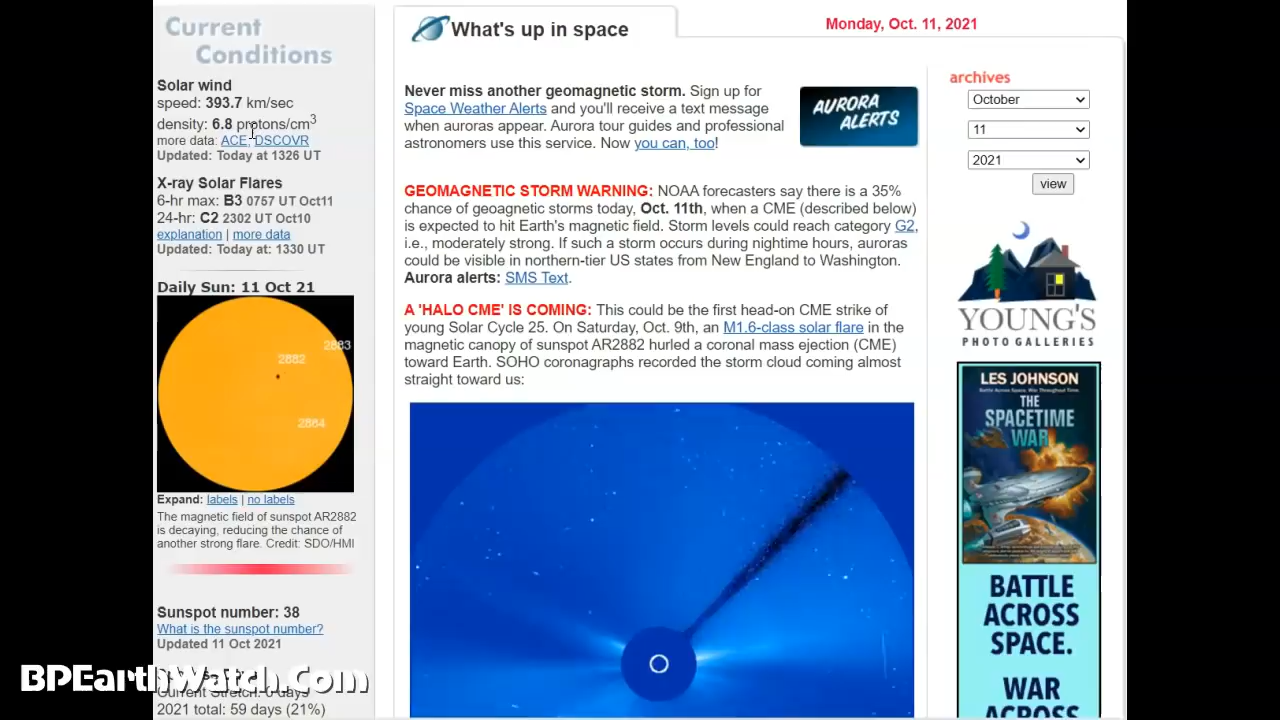 Current
Conditions
Solar wind
speed: 393.7 km/sec
density: 6.8 protons/cm3
more data: ACE, DSCOVR
Updated: Today at 1326 UT
X-ray Solar Flares
6-hr max: B3 0757 UT Oct11
24-hr: C2 2302 UT Oct10
explanation | more data
Updated: Today at: 1330 UT
Daily Sun: 11 Oct 21
2883
2882
2864
Expand: labels | no labels
The magnetic field of sunspot AR2882
is decaying, reducing the chance of
another strong flare. Credit: SDO/HMI
Sunspot number: 38
What is the sunspot number?
Updated 11 Oct 2021
Current Stretch: 0 days
2021 total: 59 days (21%)
BPEarthWatch.Com
What's up in space
Monday, Oct. 11, 2021
Never miss another geomagnetic storm. Sign up for
Space Weather Alerts and you'll receive a text message
when auroras appear. Aurora tour guides and professional
astronomers use this service. Now you can, too!
AURORA
ALERTS
GEOMAGNETIC STORM WARNING: NOAA forecasters say there is a 35%
chance of geoagnetic storms today, Oct. 11th, when a CME (described below)
is expected to hit Earth's magnetic field. Storm levels could reach category G2,
i.e., moderately strong. If such a storm occurs during nightime hours, auroras
could be visible in northern-tier US states from New England to Washington.
Aurora alerts: SMS Text.
A 'HALO CME' IS COMING: This could be the first head-on CME strike of
young Solar Cycle 25. On Saturday, Oct. 9th, an M1.6-class solar flare in the
magnetic canopy of sunspot AR2882 hurled a coronal mass ejection (CME)
toward Earth. SOHO coronagraphs recorded the storm cloud coming almost
straight toward us:
archives
October
11
2021
view
YOUNG'S
PHOTO GALLERIES
LES JOHNSON
THE
SPACETIME
WAR
BATTLE
ACROSS
SPACE.
WAR
ACROSS